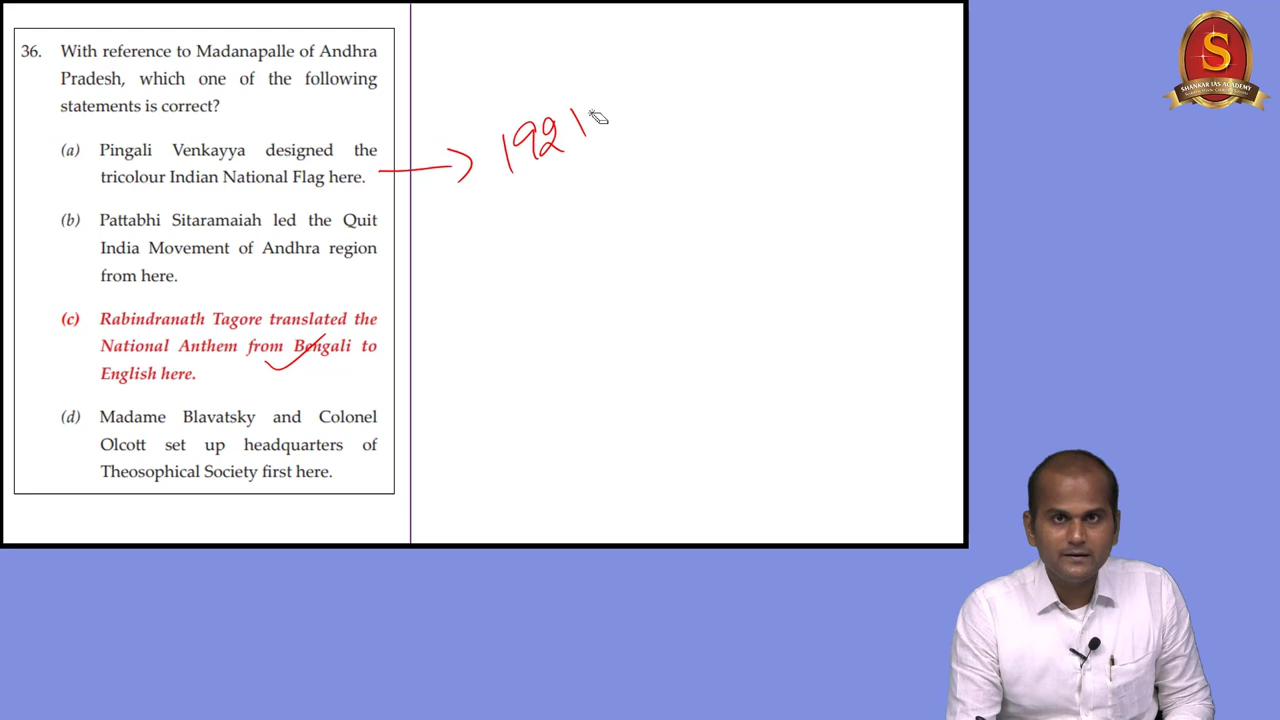 36. With reference to Madanapalle of Andhra
Pradesh, which one of the following
statements is correct?
(a) Pingali Venkayya designed the
tricolour Indian National Flag here.
(b) Pattabhi Sitaramaiah led the Quit
India Movement of Andhra region
from here.
(c) Rabindranath Tagore translated the
National Anthem from Bengali to
English here.
(d) Madame Blavatsky and Colonel
Olcott set up headquarters of
Theosophical Society first here.
1921
S
SHANKAR IAS ACADEMY